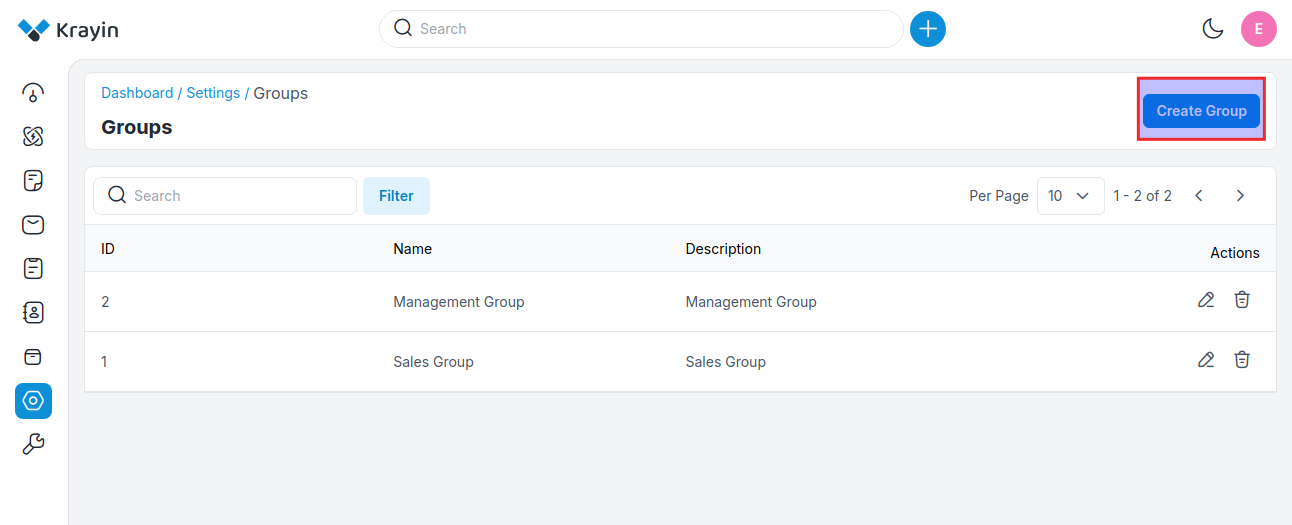 Krayin
Search
E
Dashboard / Settings / Groups
Groups
Create Group
Search
Filter
Per Page
10
1 - 2 of 2
ID Name Description Actions
2 Management Group Management Group
1 Sales Group Sales Group